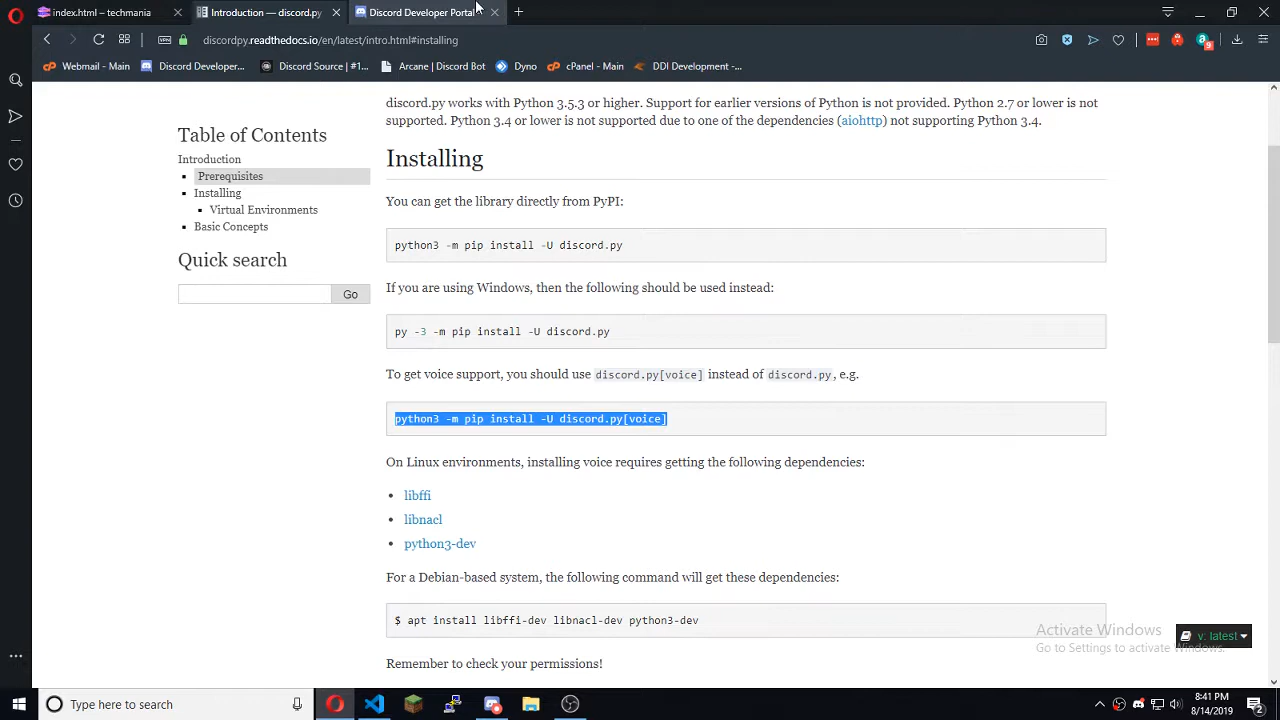 index.html – techmania
Introduction — discord.py
Discord Developer Portal
discordpy.readthedocs.io/en/latest/intro.html#installing
VPN
9
Webmail - Main
Discord Developer...
Discord Source | #1...
Arcane | Discord Bot
Dyno
cPanel - Main
DDI Development -...
discord.py works with Python 3.5.3 or higher. Support for earlier versions of Python is not provided. Python 2.7 or lower is not
supported. Python 3.4 or lower is not supported due to one of the dependencies (aiohttp) not supporting Python 3.4.
Table of Contents
Introduction
Prerequisites
Installing
Virtual Environments
Basic Concepts
Quick search
Go
Installing
You can get the library directly from PyPI:
python3 -m pip install -U discord.py
If you are using Windows, then the following should be used instead:
py -3 -m pip install -U discord.py
To get voice support, you should use discord.py[voice] instead of discord.py, e.g.
python3 -m pip install -U discord.py[voice]
On Linux environments, installing voice requires getting the following dependencies:
libffi
libnacl
python3-dev
For a Debian-based system, the following command will get these dependencies:
$ apt install libffi-dev libnacl-dev python3-dev
Remember to check your permissions!
Activate Windows
Go to Settings to activate Windows.
v: latest
Type here to search
8:41 PM
8/14/2019
2